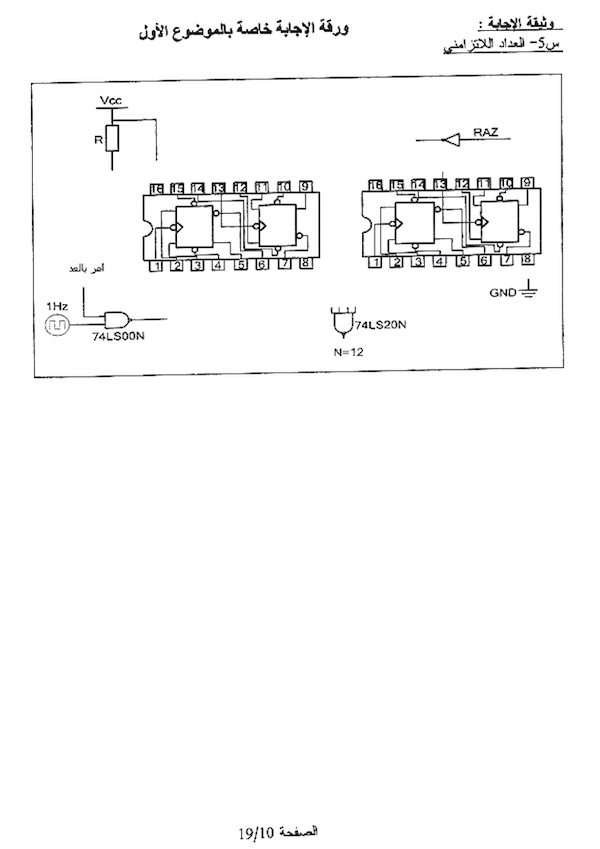 وثيقة الإجابة :
ورقة الإجابة خاصة بالموضوع الأول
س5- العداد اللاتزامني
Vcc
R
RAZ
16 15 14 13 12 11 10 9
16 15 14 13 12 11 10 9
1 2 3 4 5 6 7 8
1 2 3 4 5 6 7 8
أمر بالعد
1Hz
74LS00N
GND
74LS20N
N=12
الصفحة 19/10